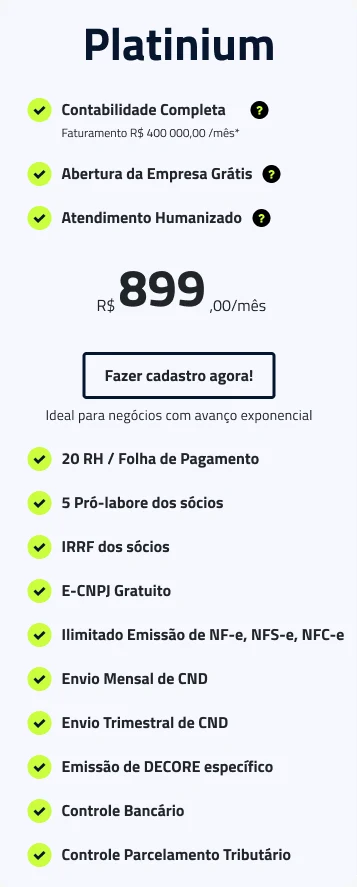 Platinium
Contabilidade Completa ?
Faturamento R$ 400 000,00 /mês*
Abertura da Empresa Grátis ?
Atendimento Humanizado ?
R$ 899 ,00/mês
Fazer cadastro agora!
Ideal para negócios com avanço exponencial
20 RH / Folha de Pagamento
5 Pró-labore dos sócios
IRRF dos sócios
E-CNPJ Gratuito
Ilimitado Emissão de NF-e, NFS-e, NFC-e
Envio Mensal de CND
Envio Trimestral de CND
Emissão de DECORE específico
Controle Bancário
Controle Parcelamento Tributário